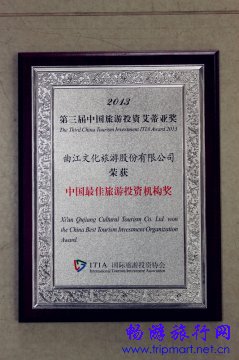 2013
第三届中国旅游投资艾蒂亚奖
The Third China Tourism Investment ITIA Award 2013
曲江文化旅游股份有限公司
荣获
中国最佳旅游投资机构奖
Xi'an Qujiang Cultural Tourism Co. Ltd. won
the China Best Tourism Investment Organization
Award
ITIA 国际旅游投资协会
International Tourism Investment Association
畅游旅行网
www.tripmart.net.cn